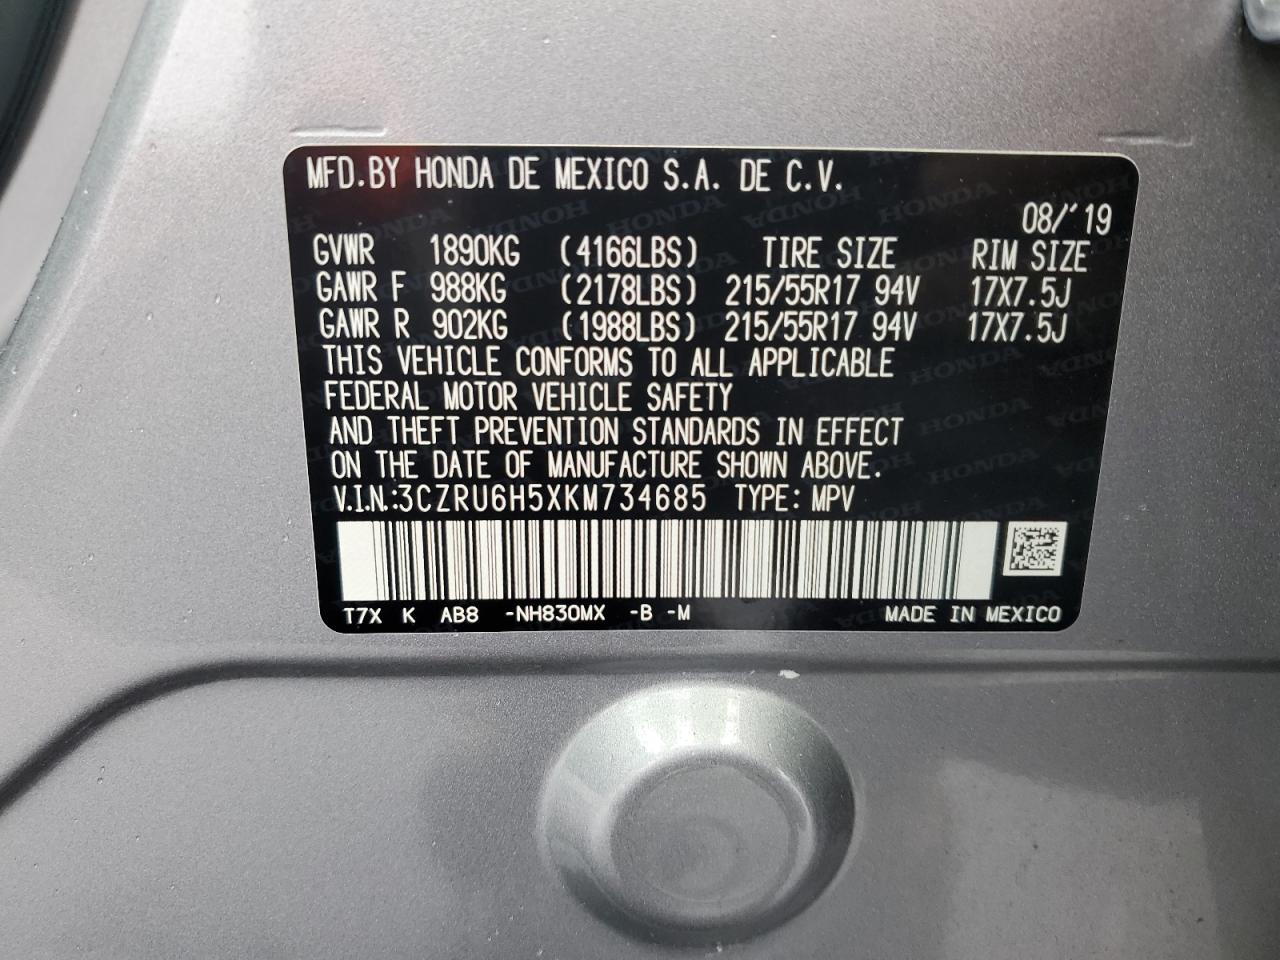 MFD.BY HONDA DE MEXICO S.A. DE C.V.
08/'19
GVWR 1890KG (4166LBS) TIRE SIZE RIM SIZE
GAWR F 988KG (2178LBS) 215/55R17 94V 17X7.5J
GAWR R 902KG (1988LBS) 215/55R17 94V 17X7.5J
THIS VEHICLE CONFORMS TO ALL APPLICABLE
FEDERAL MOTOR VEHICLE SAFETY
AND THEFT PREVENTION STANDARDS IN EFFECT
ON THE DATE OF MANUFACTURE SHOWN ABOVE.
V.I.N.:3CZRU6H5XKM734685 TYPE: MPV
T7X K AB8 -NH830MX -B -M MADE IN MEXICO